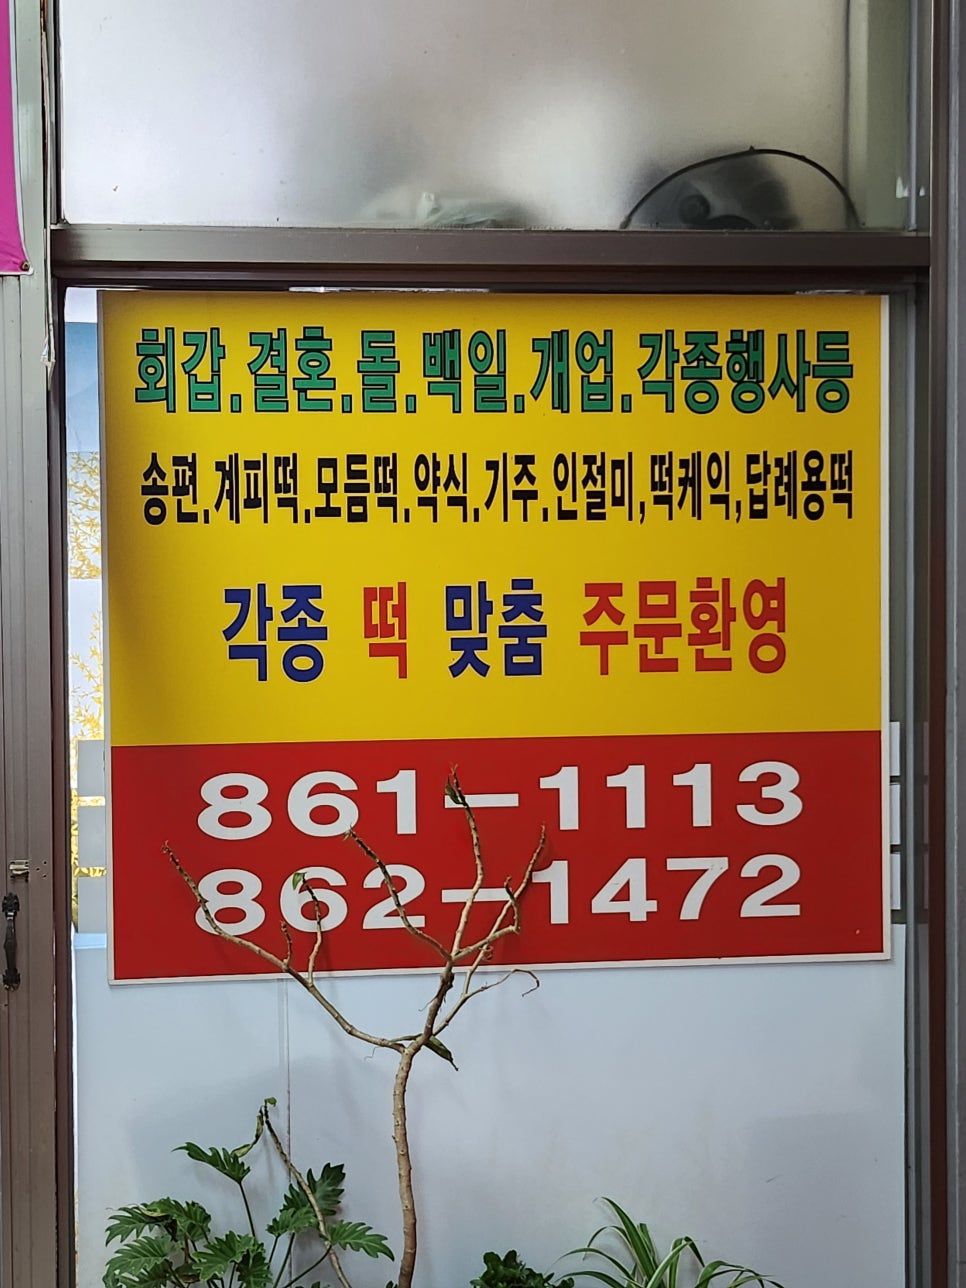 회갑.결혼.돌.백일.개업.각종행사등
송편.계피떡.모듬떡.약식.기주.인절미,떡케익,답례용떡
각종 떡 맞춤 주문환영
861-1113
862-1472